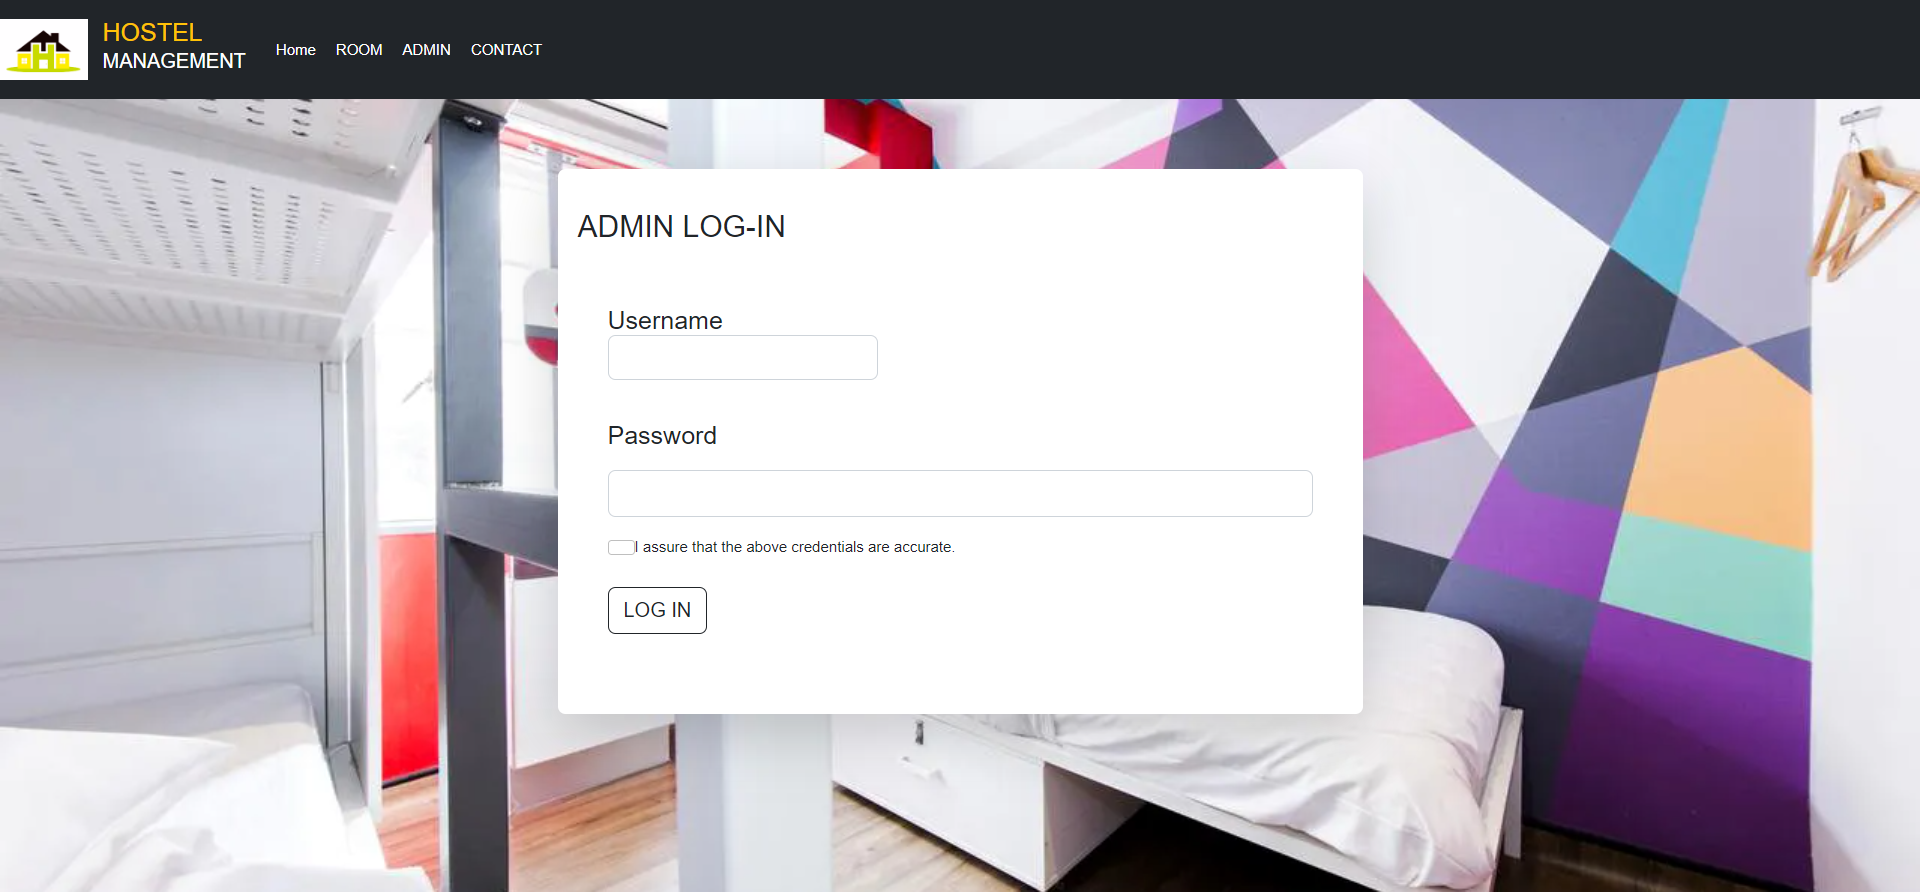 HOSTEL
MANAGEMENT
Home ROOM ADMIN CONTACT
ADMIN LOG-IN
Username
Password
I assure that the above credentials are accurate.
LOG IN